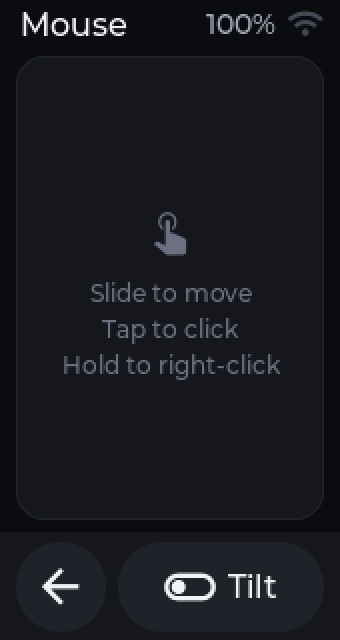 Mouse 100%
Slide to move
Tap to click
Hold to right-click
Tilt